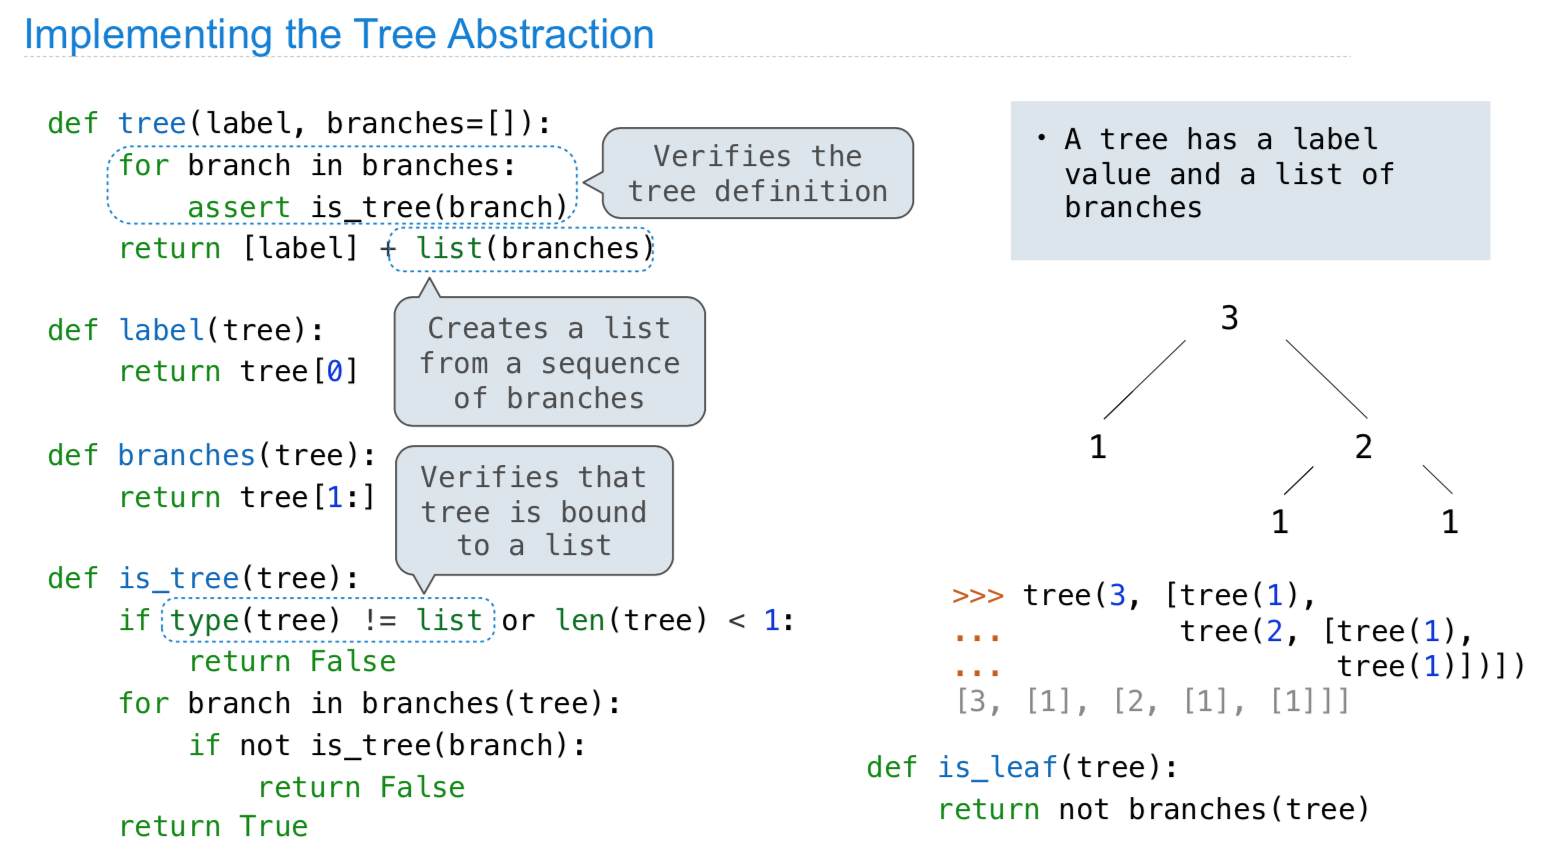 Implementing the Tree Abstraction
def tree(label, branches=[]):
    for branch in branches:
        assert is_tree(branch)
    return [label] + list(branches)
Verifies the
tree definition
Creates a list
from a sequence
of branches
def label(tree):
    return tree[0]
def branches(tree):
    return tree[1:]
Verifies that
tree is bound
to a list
def is_tree(tree):
    if type(tree) != list or len(tree) < 1:
        return False
    for branch in branches(tree):
        if not is_tree(branch):
            return False
    return True
• A tree has a label
value and a list of
branches
3
1 2
1 1
>>> tree(3, [tree(1),
...          tree(2, [tree(1),
...                   tree(1)])])
[3, [1], [2, [1], [1]]]
def is_leaf(tree):
    return not branches(tree)